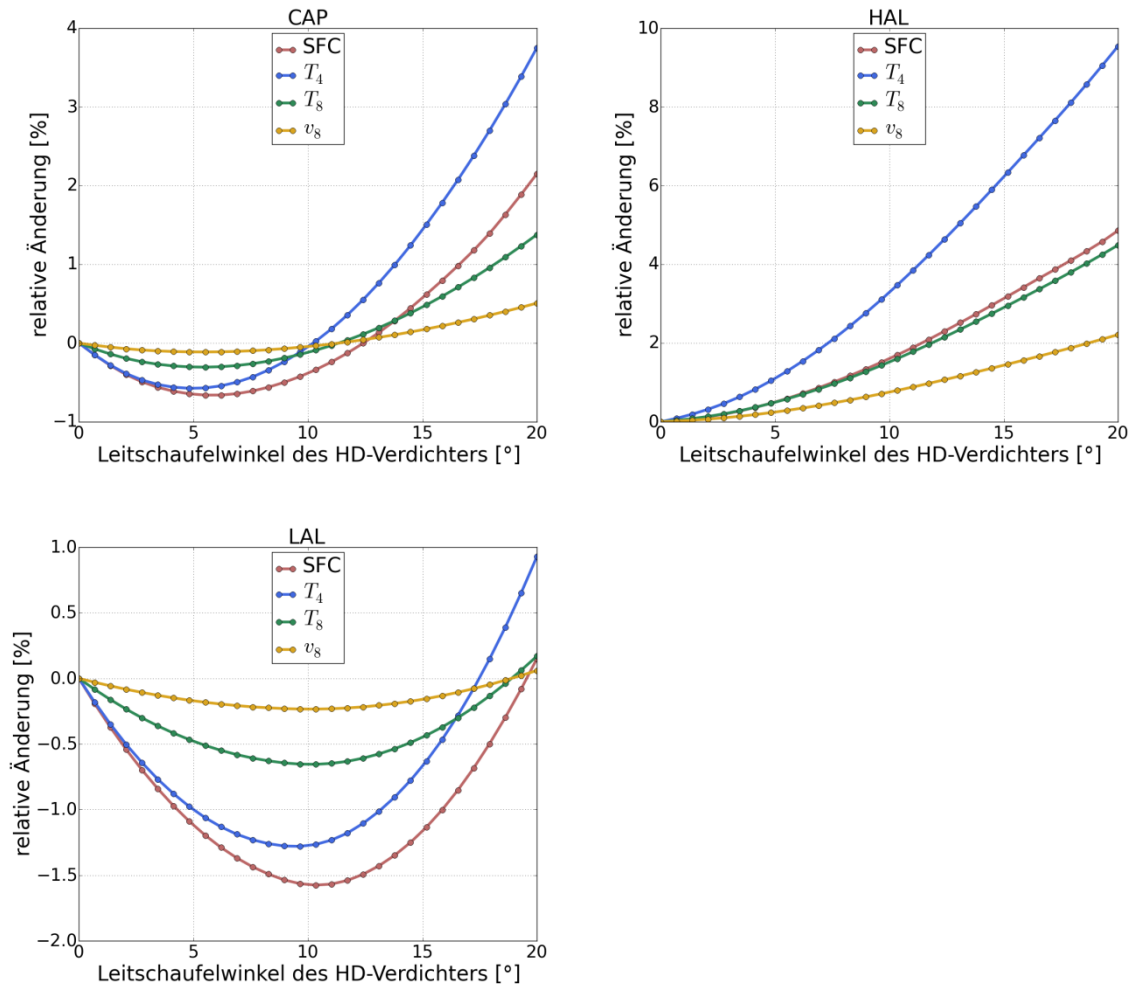 CAP
4
3
2
1
0
−1
relative Änderung [%]
SFC
T4
T8
v8
0
5
10
15
20
Leitschaufelwinkel des HD-Verdichters [°]
HAL
10
8
6
4
2
0
relative Änderung [%]
SFC
T4
T8
v8
0
5
10
15
20
Leitschaufelwinkel des HD-Verdichters [°]
LAL
1.0
0.5
0.0
−0.5
−1.0
−1.5
−2.0
relative Änderung [%]
SFC
T4
T8
v8
0
5
10
15
20
Leitschaufelwinkel des HD-Verdichters [°]